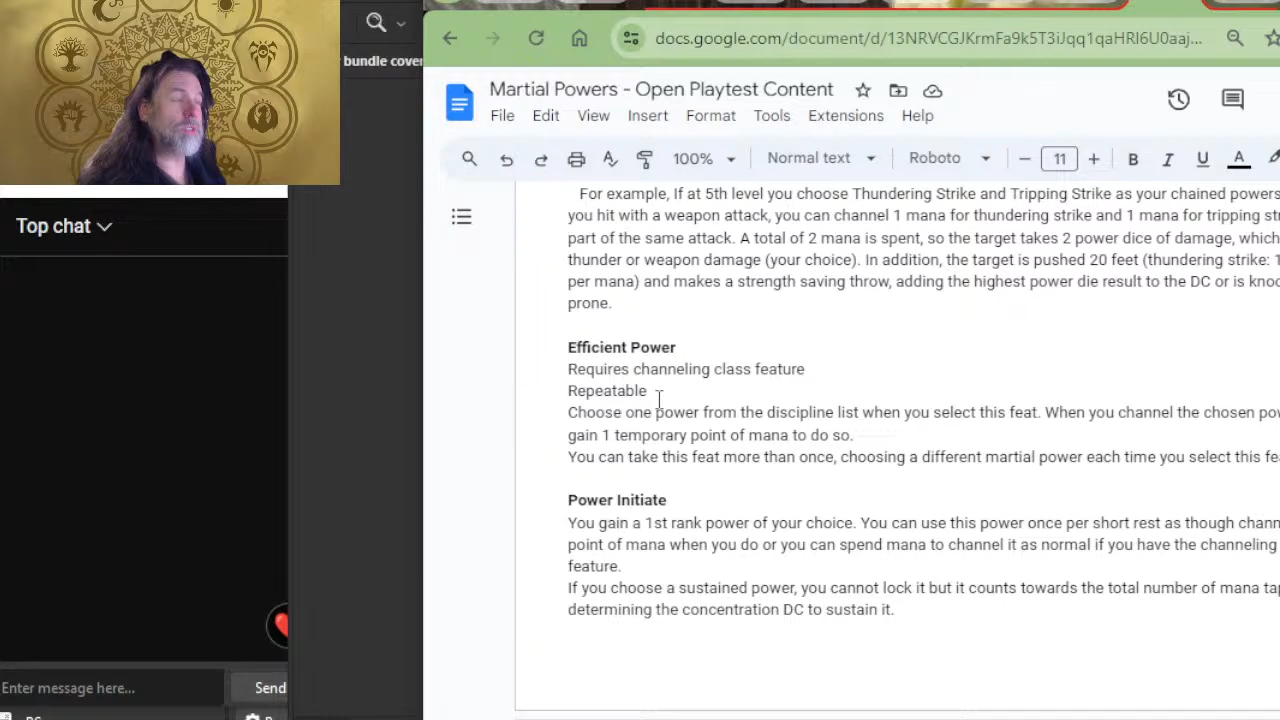 bundle cover
docs.google.com/document/d/13NRVCGJKrmFa9k5T3iJqq1qaHRI6U0aaj...
Martial Powers - Open Playtest Content
File Edit View Insert Format Data Tools Extensions Help
100% Normal text Roboto 11 B I U A
Top chat
For example, If at 5th level you choose Thundering Strike and Tripping Strike as your chained powers
you hit with a weapon attack, you can channel 1 mana for thundering strike and 1 mana for tripping
part of the same attack. A total of 2 mana is spent, so the target takes 2 power dice of damage, which
thunder or weapon damage (your choice). In addition, the target is pushed 20 feet (thundering strike: 1
per mana) and makes a strength saving throw, adding the highest power die result to the DC or is
prone.
Efficient Power
Requires channeling class feature
Repeatable
Choose one power from the discipline list when you select this feat. When you channel the chosen
gain 1 temporary point of mana to do so.
You can take this feat more than once, choosing a different martial power each time you select this
Power Initiate
You gain a 1st rank power of your choice. You can use this power once per short rest as though
point of mana when you do or you can spend mana to channel it as normal if you have the channeling
feature.
If you choose a sustained power, you cannot lock it but it counts towards the total number of mana
determining the concentration DC to sustain it.
Enter message here...
Send